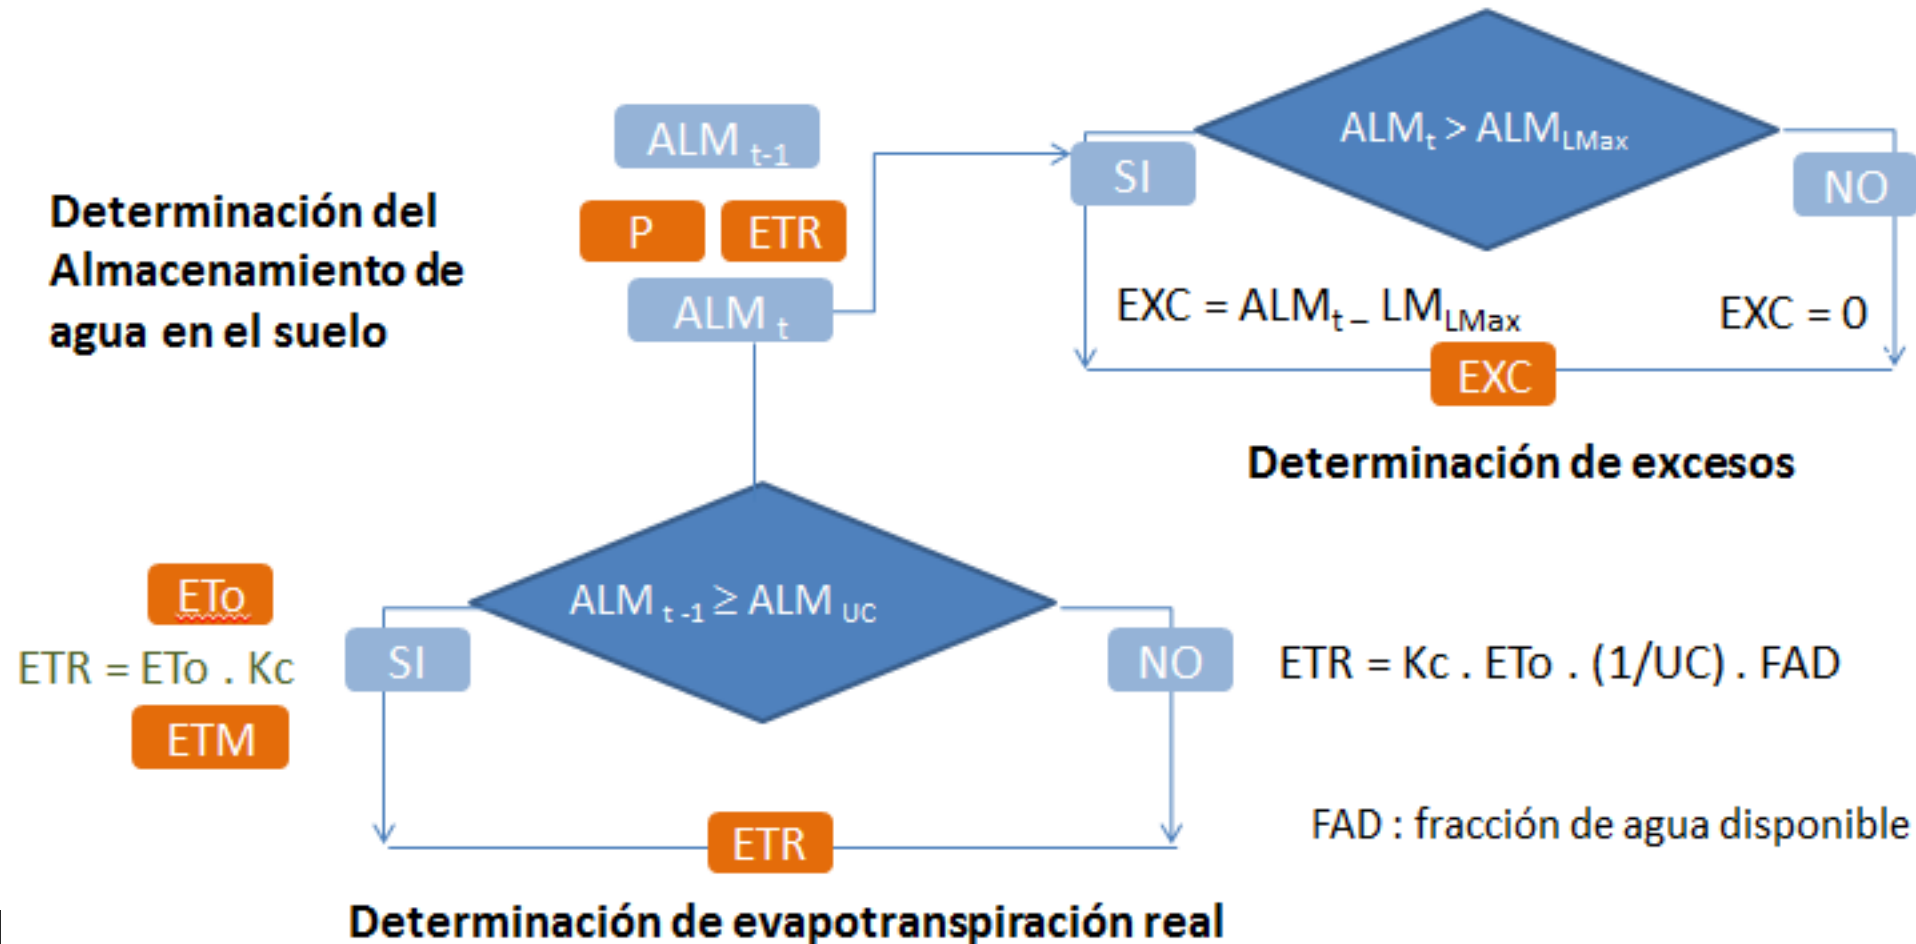 Determinación del
Almacenamiento de
agua en el suelo
ALM t-1
P
ETR
ALM t
ALMt > ALMLMax
SI
NO
EXC = ALMt – LMLMax
EXC = 0
EXC
Determinación de excesos
ALM t -1 ≥ ALM UC
ETo
ETR = ETo . Kc
ETM
SI
NO
ETR = Kc . ETo . (1/UC) . FAD
FAD : fracción de agua disponible
ETR
Determinación de evapotranspiración real